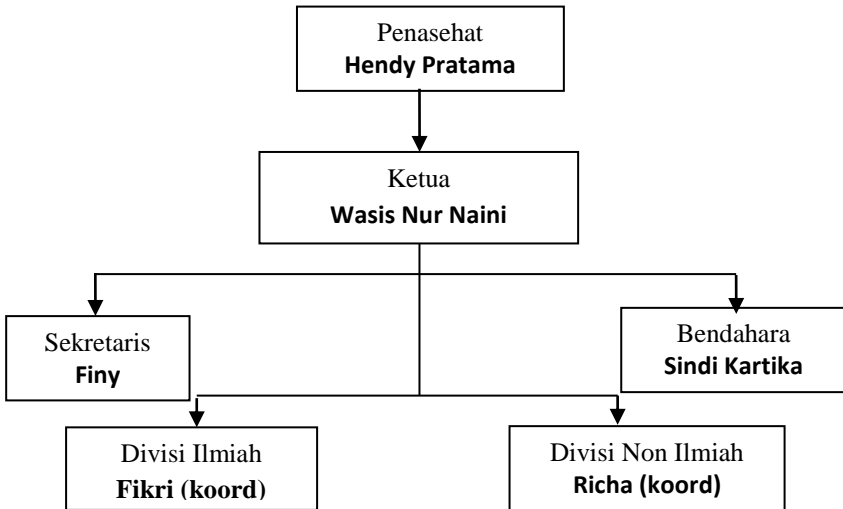 Penasehat
Hendy Pratama
Ketua
Wasis Nur Naini
Sekretaris
Finy
Bendahara
Sindi Kartika
Divisi Ilmiah
Fikri (koord)
Divisi Non Ilmiah
Richa (koord)